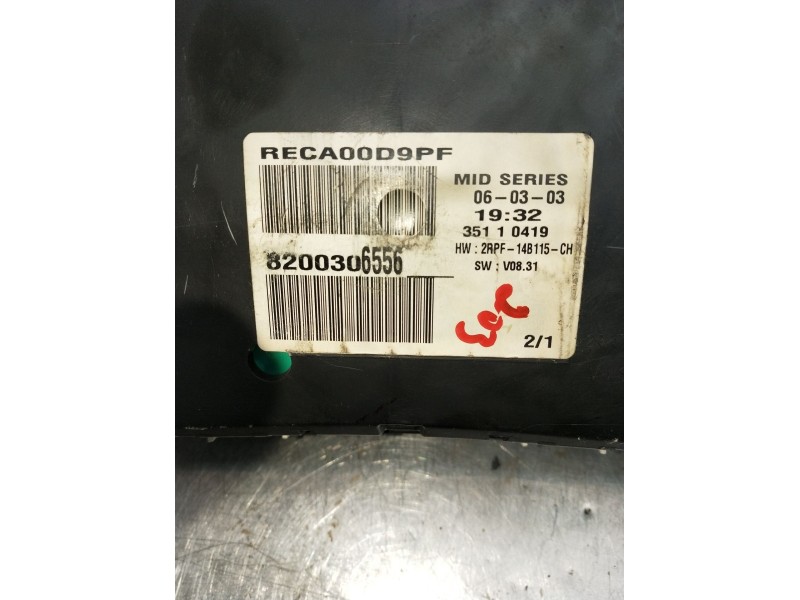 RECA00D9PF
MID SERIES
06-03-03
19:32
351 1 0419
8200306556
HW : 2RPF-14B115-CH
SW : V08.31
2/1